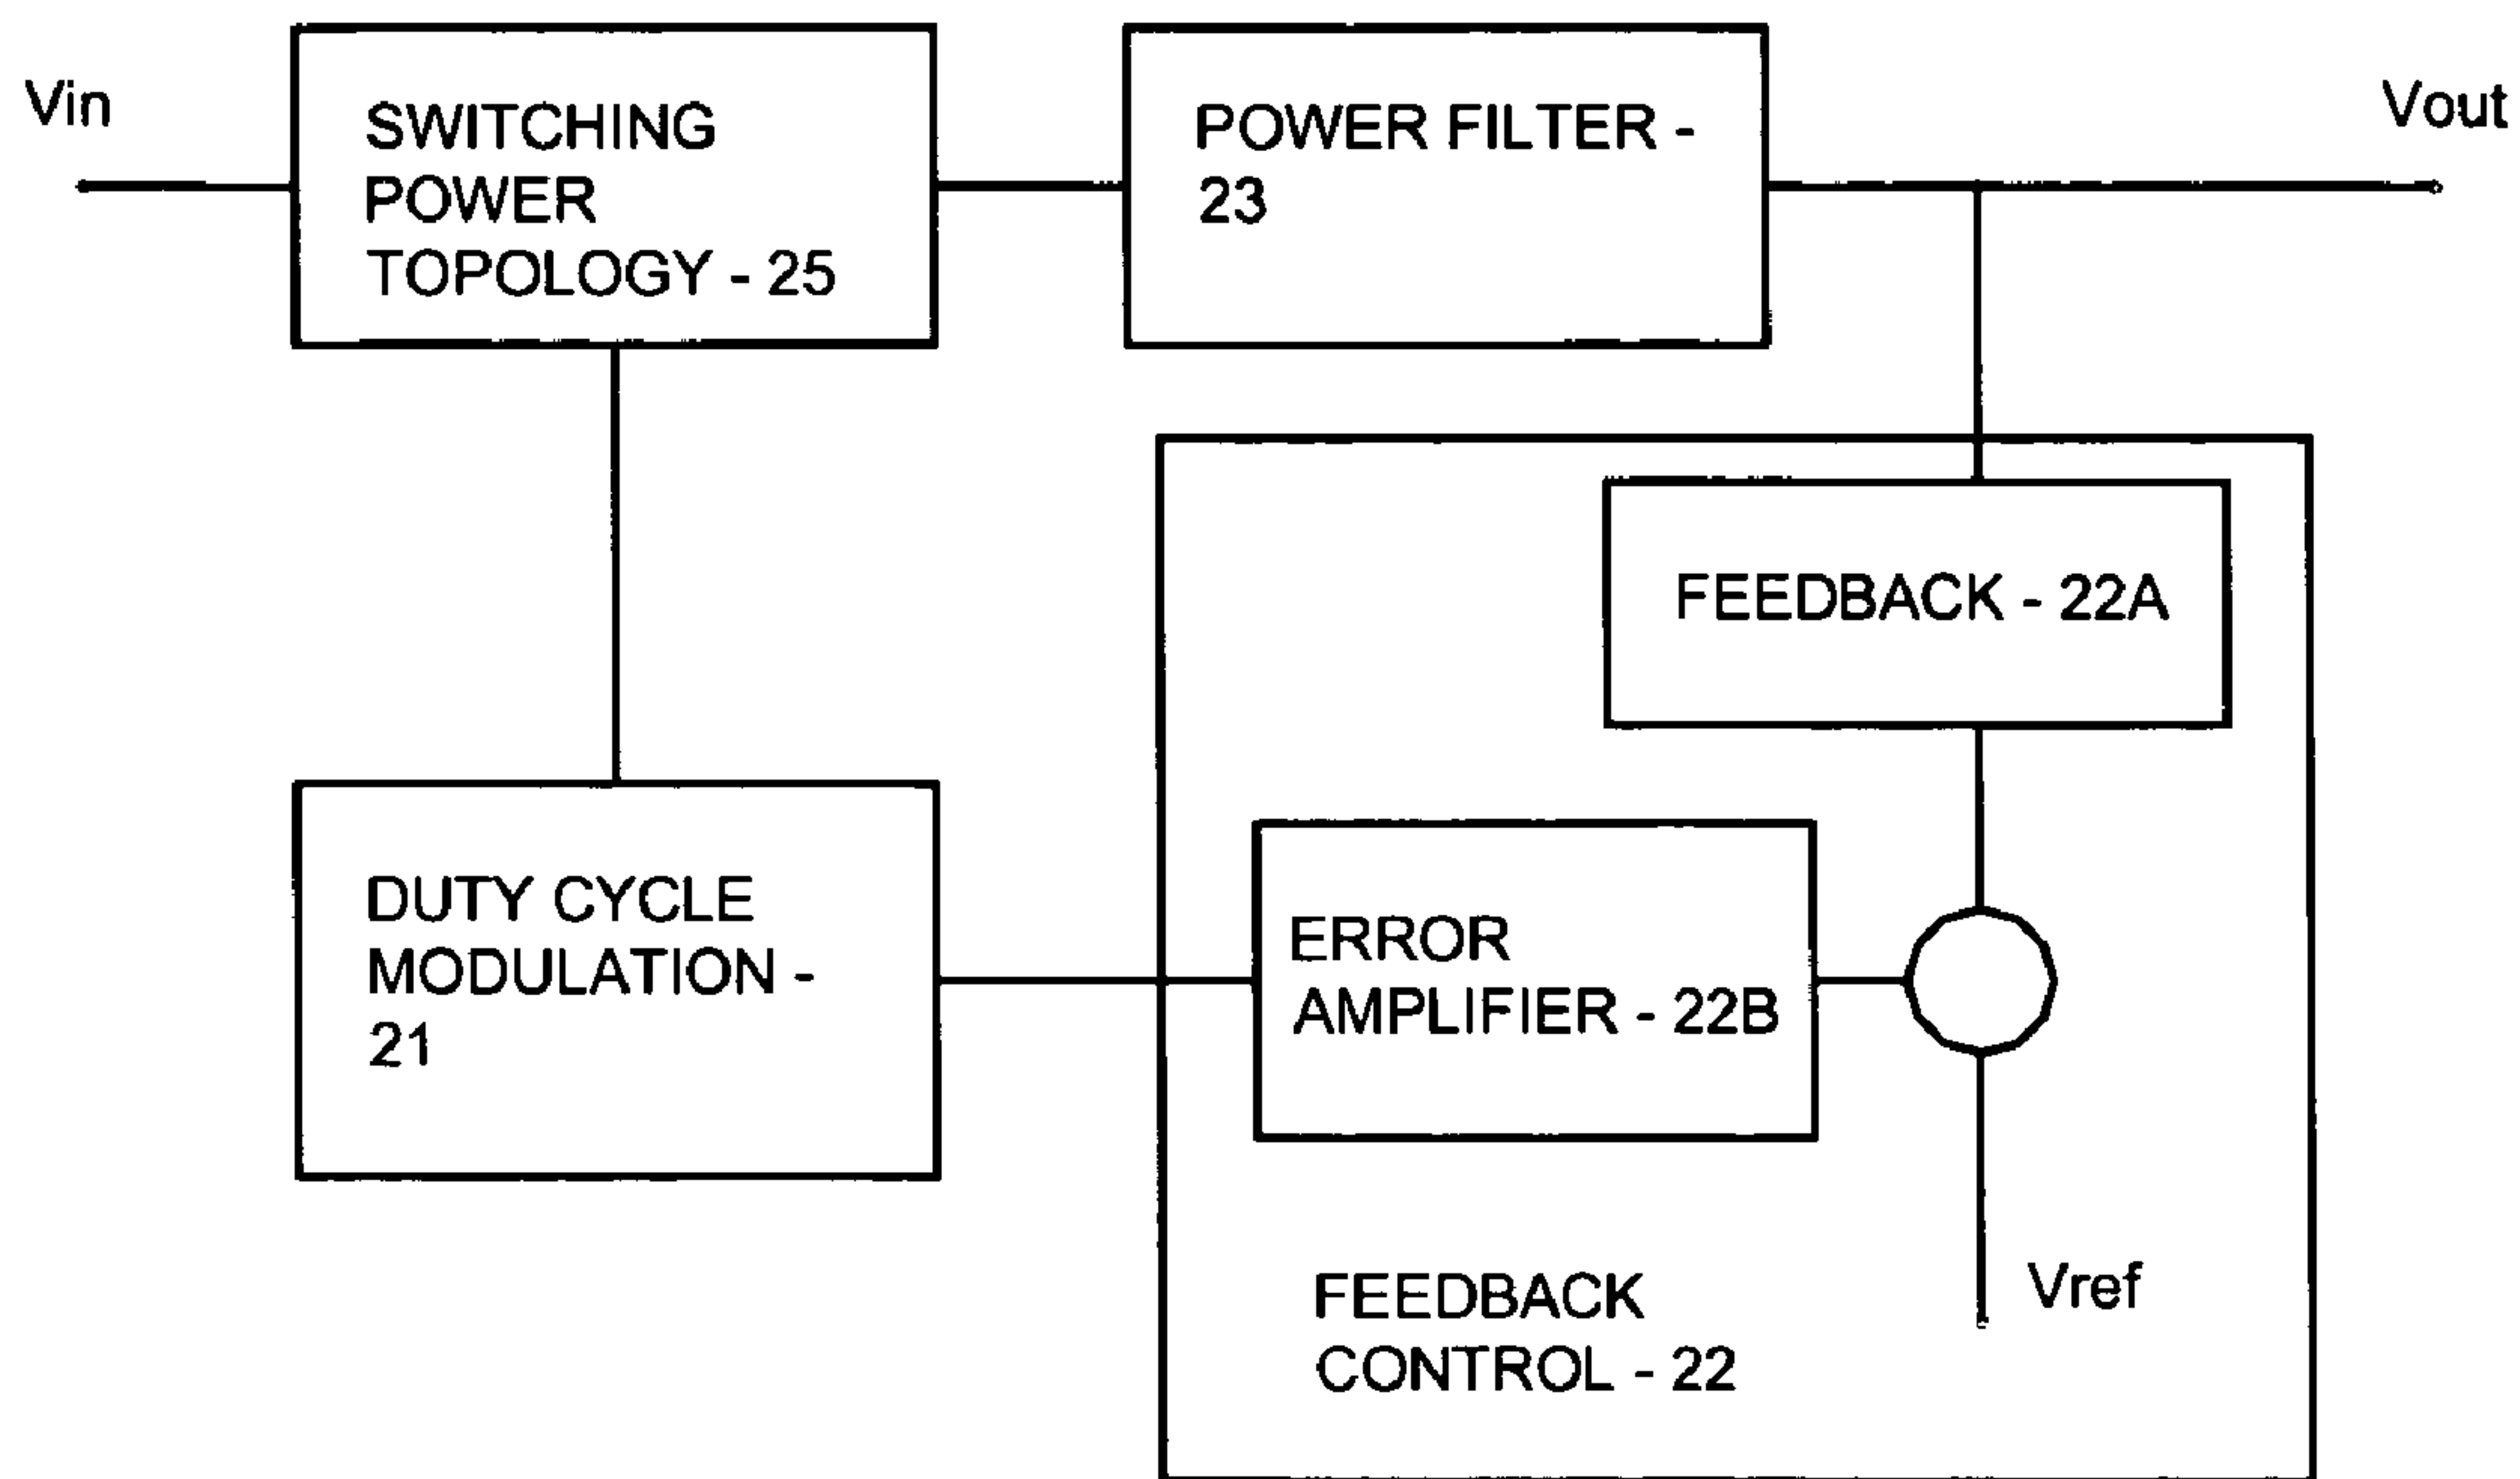 Vin
SWITCHING
POWER
TOPOLOGY - 25
POWER FILTER -
23
Vout
FEEDBACK - 22A
DUTY CYCLE
MODULATION -
21
ERROR
AMPLIFIER - 22B
Vref
FEEDBACK
CONTROL - 22